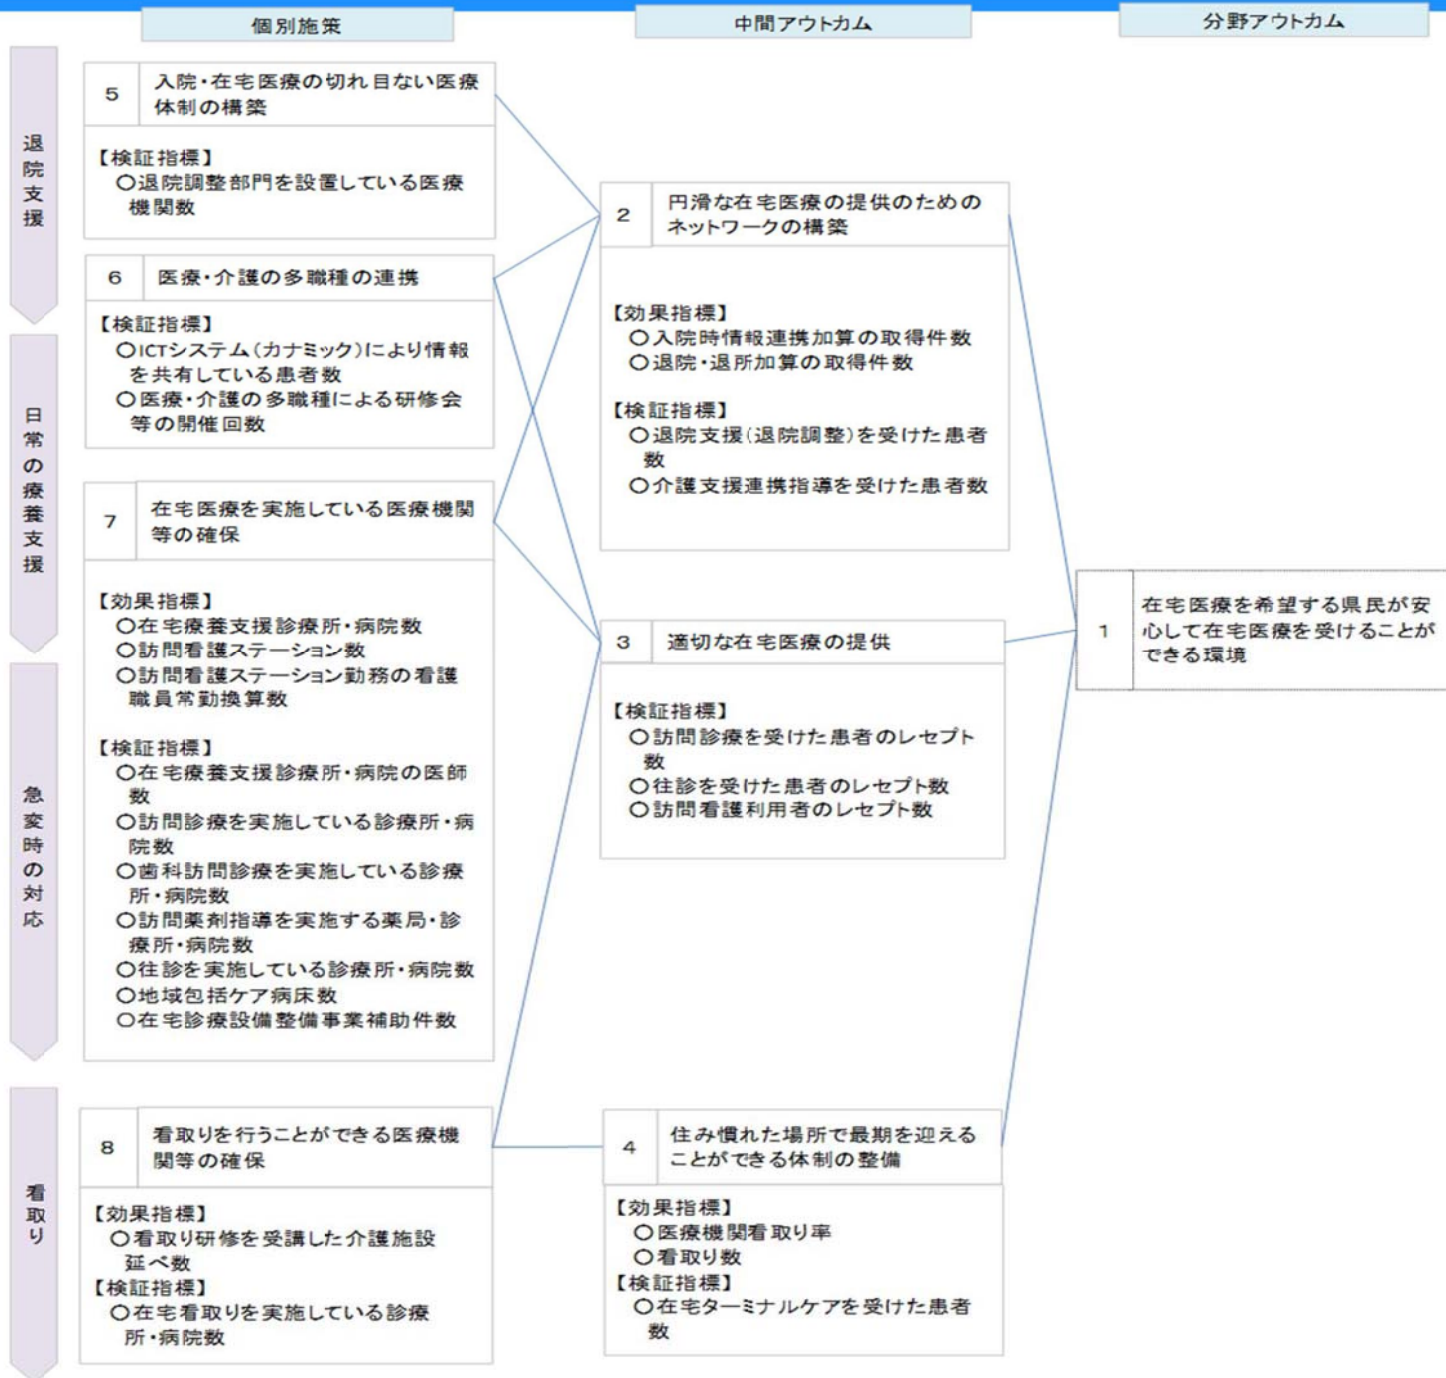 個別施策
中間アウトカム
分野アウトカム
退院支援
日常の療養支援
急変時の対応
看取り
5
入院・在宅医療の切れ目ない医療
体制の構築
【検証指標】
〇退院調整部門を設置している医療
機関数
6
医療・介護の多職種の連携
【検証指標】
〇ICTシステム(カナミック)により情報
を共有している患者数
〇医療・介護の多職種による研修会
等の開催回数
7
在宅医療を実施している医療機関
等の確保
【効果指標】
〇在宅療養支援診療所・病院数
〇訪問看護ステーション数
〇訪問看護ステーション勤務の看護
職員常勤換算数
【検証指標】
〇在宅療養支援診療所・病院の医師
数
〇訪問診療を実施している診療所・病
院数
〇歯科訪問診療を実施している診療
所・病院数
〇訪問薬剤指導を実施する薬局・診
療所・病院数
〇往診を実施している診療所・病院数
〇地域包括ケア病床数
〇在宅診療設備整備事業補助件数
8
看取りを行うことができる医療機
関等の確保
【効果指標】
〇看取り研修を受講した介護施設
延べ数
【検証指標】
〇在宅看取りを実施している診療
所・病院数
2
円滑な在宅医療の提供のための
ネットワークの構築
【効果指標】
〇入院時情報連携加算の取得件数
〇退院・退所加算の取得件数
【検証指標】
〇退院支援(退院調整)を受けた患者
数
〇介護支援連携指導を受けた患者数
3
適切な在宅医療の提供
【検証指標】
〇訪問診療を受けた患者のレセプト
数
〇往診を受けた患者のレセプト数
〇訪問看護利用者のレセプト数
4
住み慣れた場所で最期を迎える
ことができる体制の整備
【効果指標】
〇医療機関看取り率
〇看取り数
【検証指標】
〇在宅ターミナルケアを受けた患者
数
1
在宅医療を希望する県民が安
心して在宅医療を受けることが
できる環境